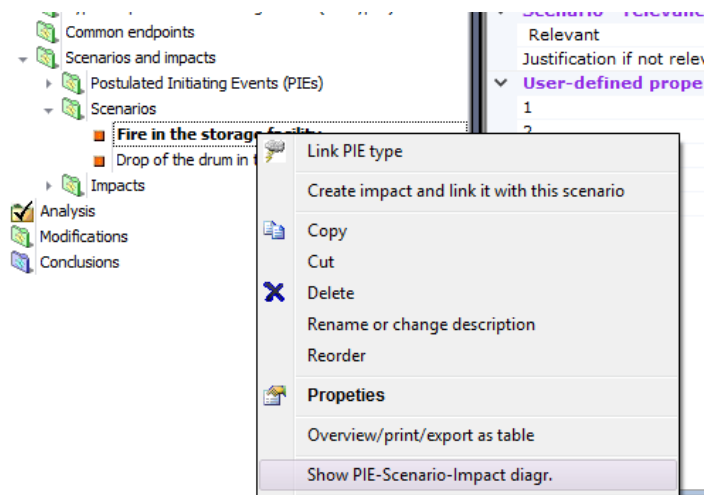 Common endpoints
Scenarios and impacts
Postulated Initiating Events (PIEs)
Scenarios
Fire in the storage facility
Drop of the drum in
Impacts
Analysis
Modifications
Conclusions
Relevant
Justification if not relev
User-defined prope
1
2
Link PIE type
Create impact and link it with this scenario
Copy
Cut
Delete
Rename or change description
Reorder
Propeties
Overview/print/export as table
Show PIE-Scenario-Impact diagr.